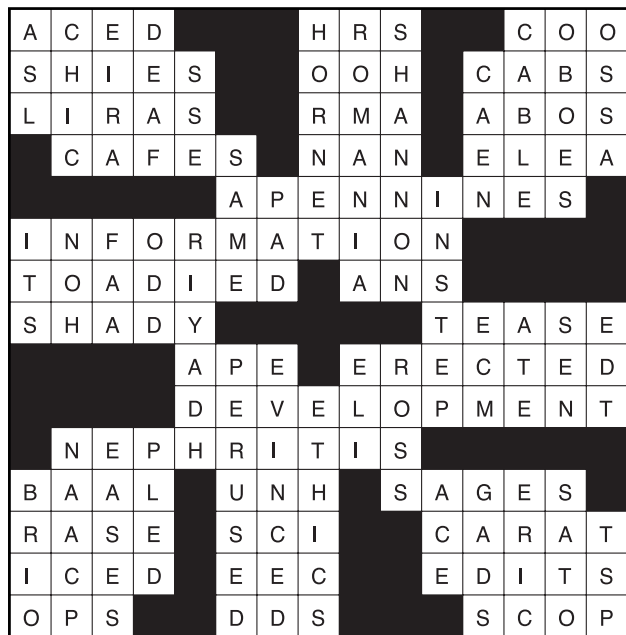 ACED HRS COO
SHIES OOH CABS
LIRAS RMA ABOS
CAFES NAN ELEA
APENNINES
INFORMATION
TOADIED ANS
SHADY TEASE
APE ERECTED
DEVELOPMENT
NEPHRITIS
BAAL UNH SAGES
RASE SCI CARAT
ICED EEC EDITS
OPS DDS SCOP